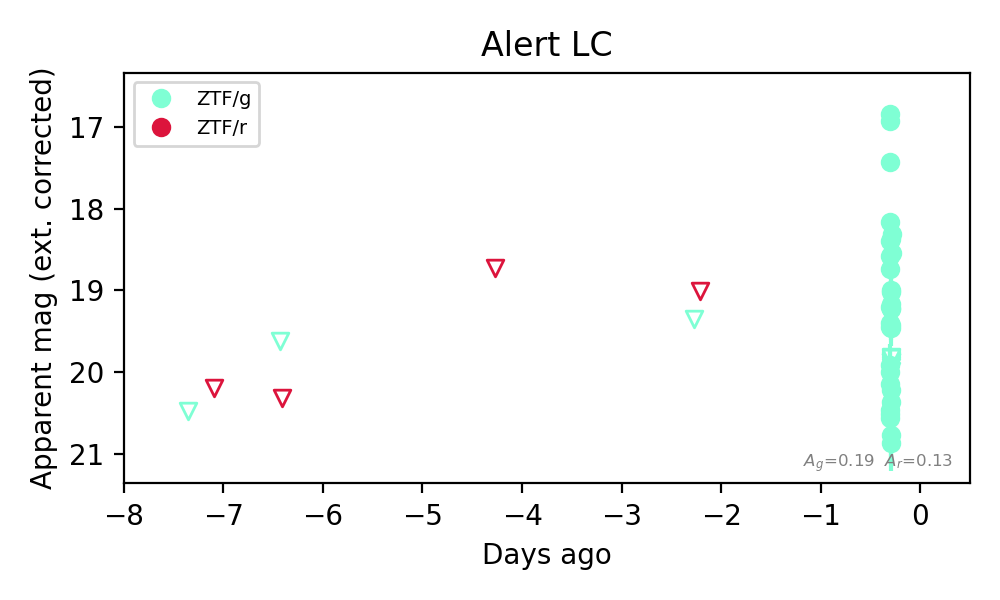 Alert LC
ZTF/g
ZTF/r
Apparent mag (ext. corrected)
17
18
19
20
21
A_g=0.19 A_r=0.13
−8 −7 −6 −5 −4 −3 −2 −1 0
Days ago